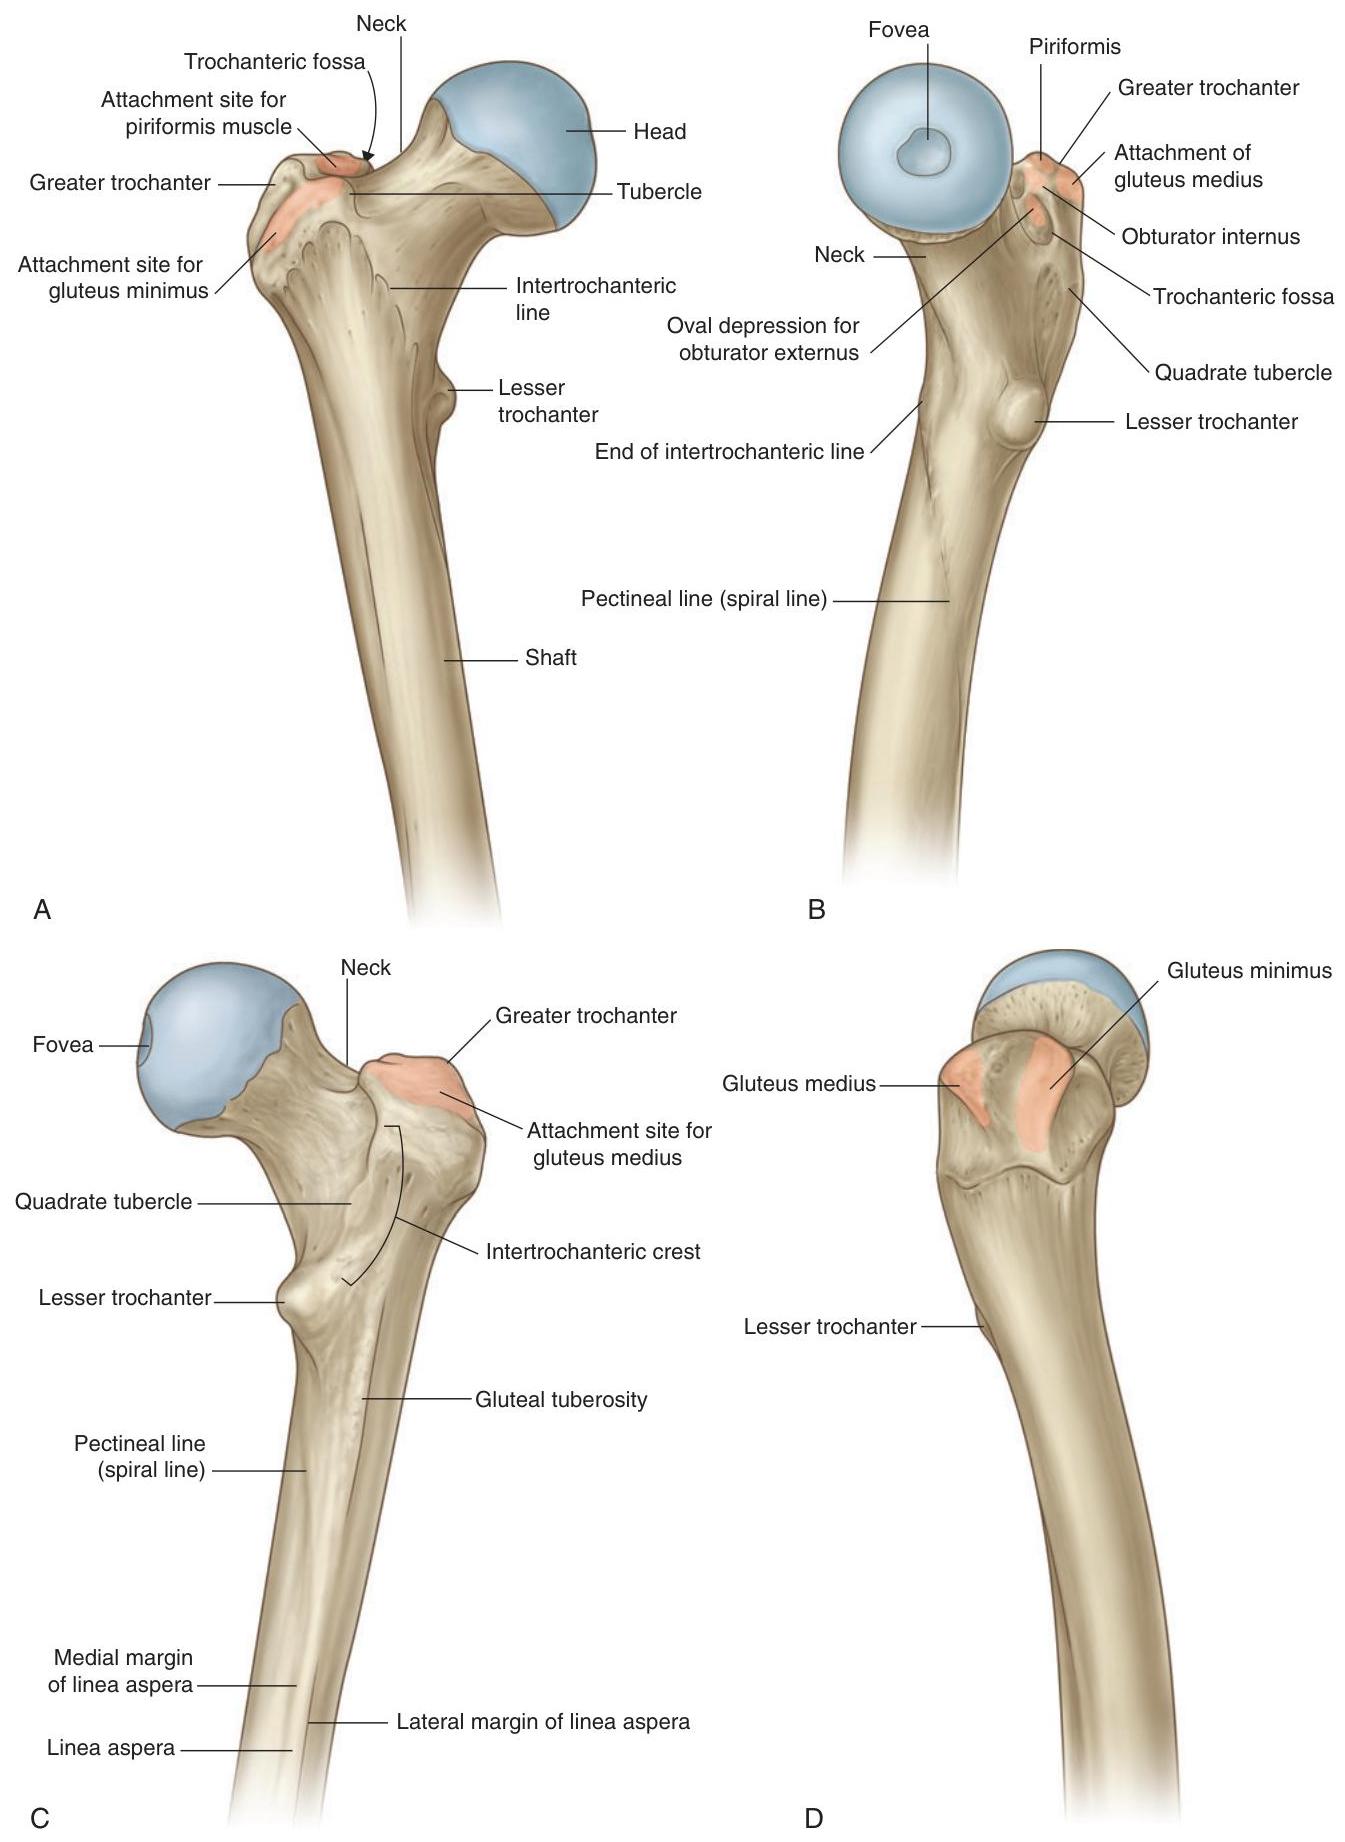 Neck
Trochanteric fossa
Attachment site for
piriformis muscle
Head
Greater trochanter
Tubercle
Attachment site for
gluteus minimus
Intertrochanteric
line
Lesser
trochanter
Shaft
A
Fovea
Piriformis
Greater trochanter
Attachment of
gluteus medius
Obturator internus
Neck
Trochanteric fossa
Oval depression for
obturator externus
Quadrate tubercle
Lesser trochanter
End of intertrochanteric line
Pectineal line (spiral line)
B
Neck
Greater trochanter
Fovea
Attachment site for
gluteus medius
Quadrate tubercle
Intertrochanteric crest
Lesser trochanter
Gluteal tuberosity
Pectineal line
(spiral line)
Medial margin
of linea aspera
Lateral margin of linea aspera
Linea aspera
C
Gluteus minimus
Gluteus medius
Lesser trochanter
D